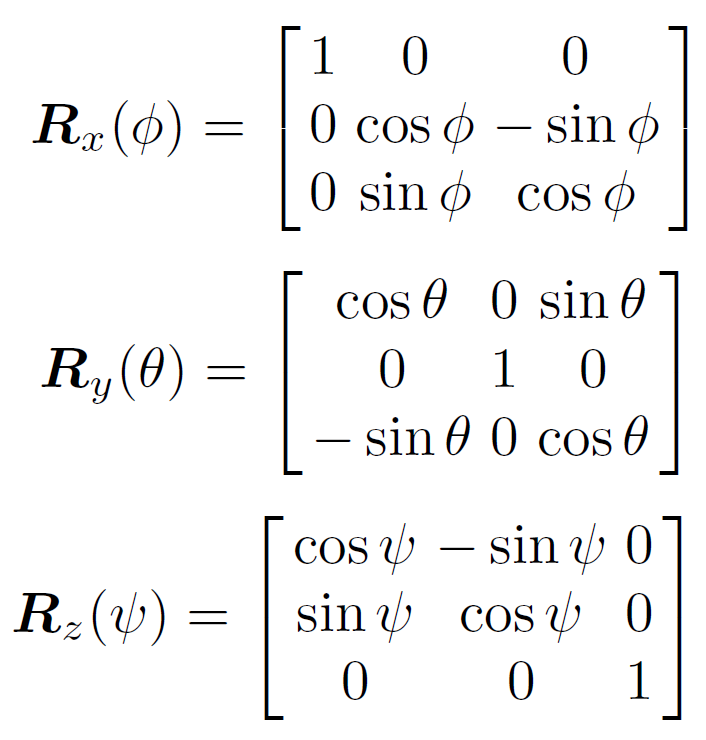 R_x(ϕ) = [ 1 0 0
0 cos ϕ − sin ϕ
0 sin ϕ cos ϕ ]
R_y(θ) = [ cos θ 0 sin θ
0 1 0
− sin θ 0 cos θ ]
R_z(ψ) = [ cos ψ − sin ψ 0
sin ψ cos ψ 0
0 0 1 ]